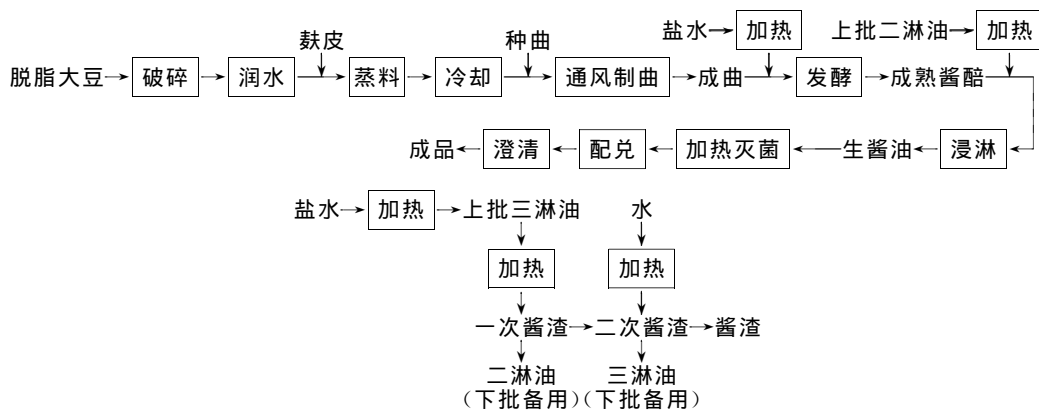 麸皮 种曲 盐水 加热 上批二淋油 加热
脱脂大豆 破碎 润水 蒸料 冷却 通风制曲 成曲 发酵 成熟酱醅
成品 澄清 配兑 加热灭菌 生酱油 浸淋
盐水 加热 上批三淋油 水
加热 加热
一次酱渣 二次酱渣 酱渣
二淋油 三淋油
(下批备用) (下批备用)